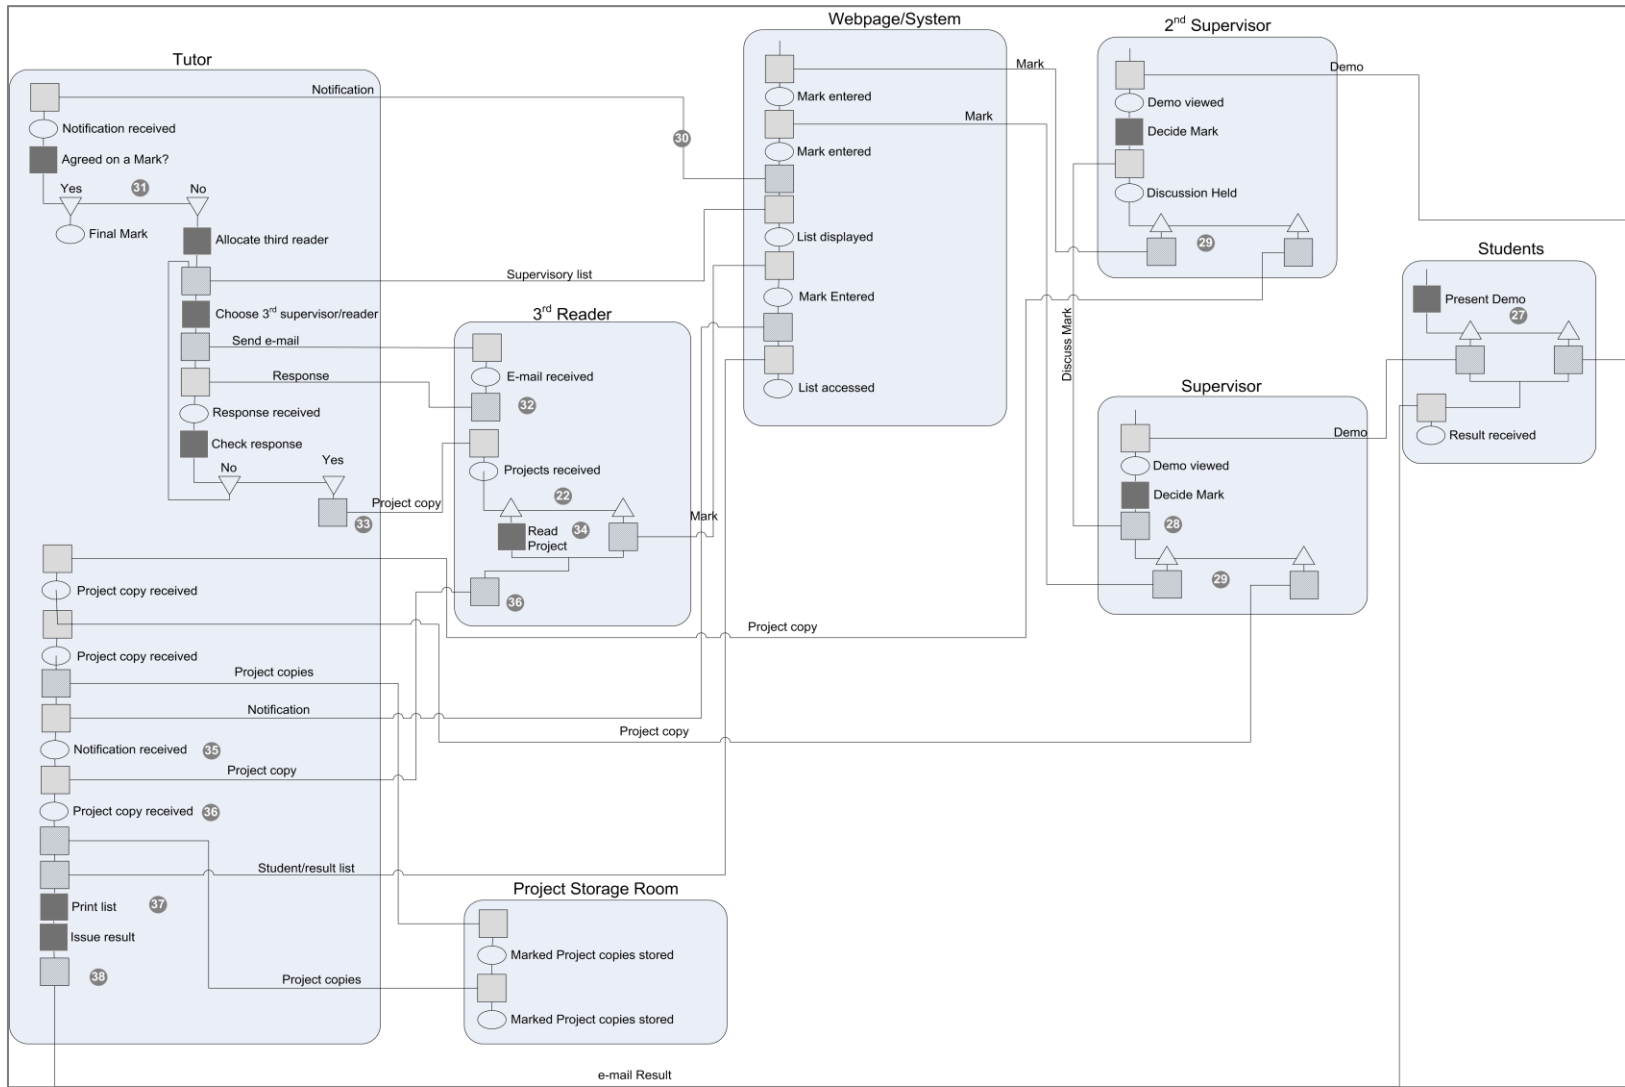 Tutor
Notification
Notification received
Agreed on a Mark?
Yes
31
No
Final Mark
Allocate third reader
Supervisory list
Choose 3rd supervisor/reader
Send e-mail
Response
Response received
Check response
No
Yes
33
Project copy
Project copy received
Project copy received
Project copies
Notification
Notification received
35
Project copy
Project copy received
36
Student/result list
Print list
37
Issue result
38
3rd Reader
E-mail received
32
Projects received
22
34
Read
Project
36
Mark
Project Storage Room
Marked Project copies stored
Project copies
Marked Project copies stored
Webpage/System
30
Mark entered
Mark entered
List displayed
Mark Entered
List accessed
Mark
Mark
2nd Supervisor
Demo
Demo viewed
Decide Mark
Discussion Held
29
Discuss Mark
Supervisor
Demo
Demo viewed
Decide Mark
28
29
Project copy
Project copy
Students
Present Demo
27
Result received
e-mail Result